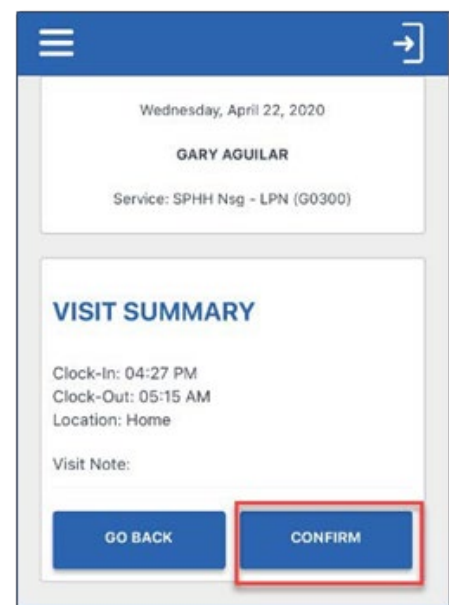 Wednesday, April 22, 2020
GARY AGUILAR
Service: SPHH Nsg - LPN (G0300)
VISIT SUMMARY
Clock-In: 04:27 PM
Clock-Out: 05:15 AM
Location: Home
Visit Note:
GO BACK
CONFIRM